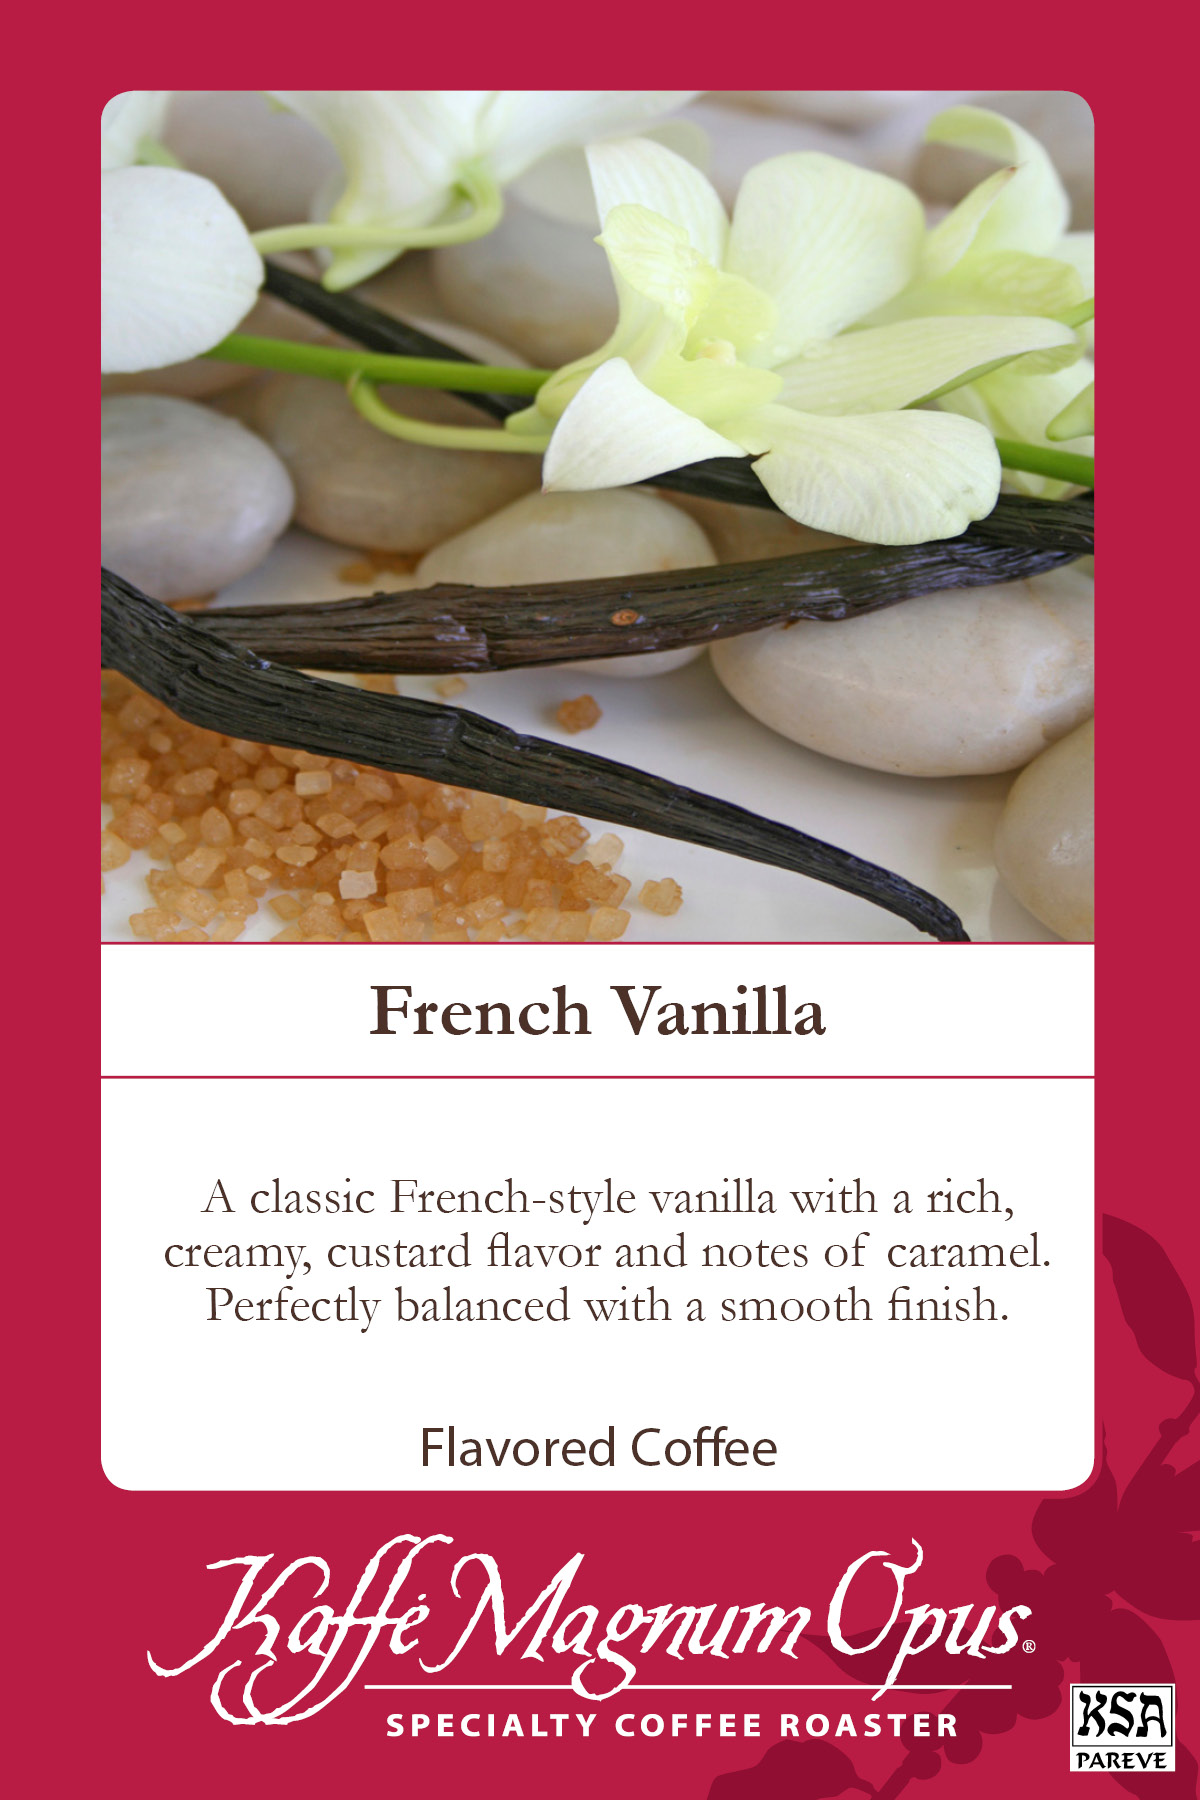 French Vanilla
A classic French-style vanilla with a rich,
creamy, custard flavor and notes of caramel.
Perfectly balanced with a smooth finish.
Flavored Coffee
Kaffé Magnum Opus®
SPECIALTY COFFEE ROASTER
KSA
PAREVE